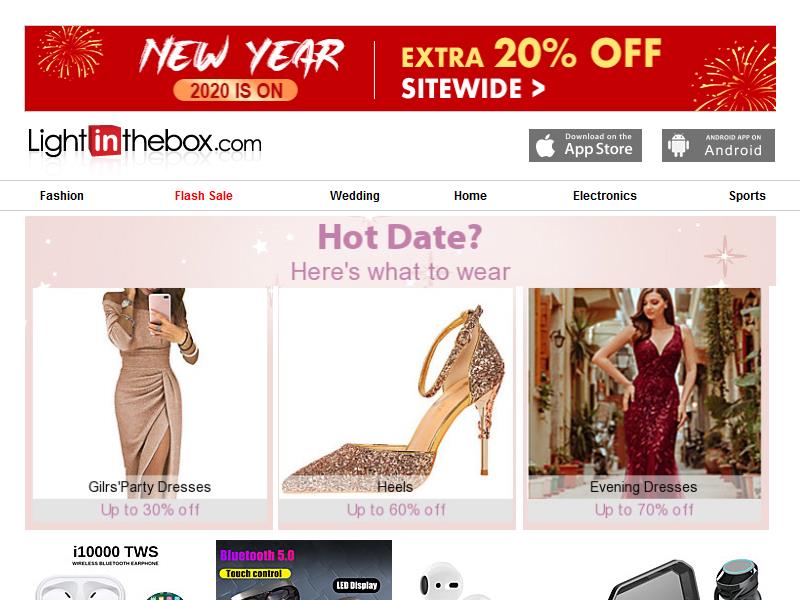 NEW YEAR
2020 IS ON
EXTRA 20% OFF
SITEWIDE >
Lightinthebox.com
Download on the
App Store
ANDROID APP ON
Android
Fashion
Flash Sale
Wedding
Home
Electronics
Sports
Hot Date?
Here's what to wear
Gilrs'Party Dresses
Heels
Evening Dresses
Up to 30% off
Up to 60% off
Up to 70% off
i10000 TWS
WIRELESS BLUETOOTH EARPHONE
Bluetooth 5.0
Touch control
LED Display